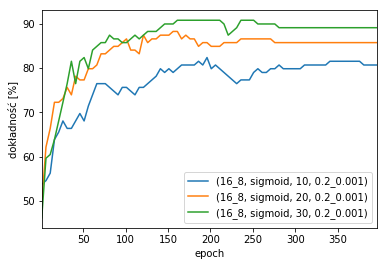 90
80
70
60
50
dokładność [%]
50
100
150
200
250
300
350
epoch
(16_8, sigmoid, 10, 0.2_0.001)
(16_8, sigmoid, 20, 0.2_0.001)
(16_8, sigmoid, 30, 0.2_0.001)